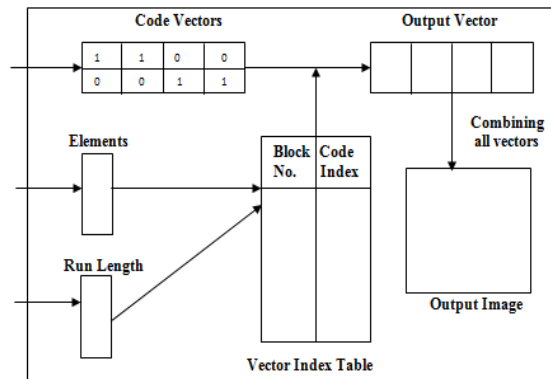 Code Vectors
Output Vector
1 1 0 0
0 0 1 1
Combining
all vectors
Elements
Block Code
No. Index
Run Length
Output Image
Vector Index Table